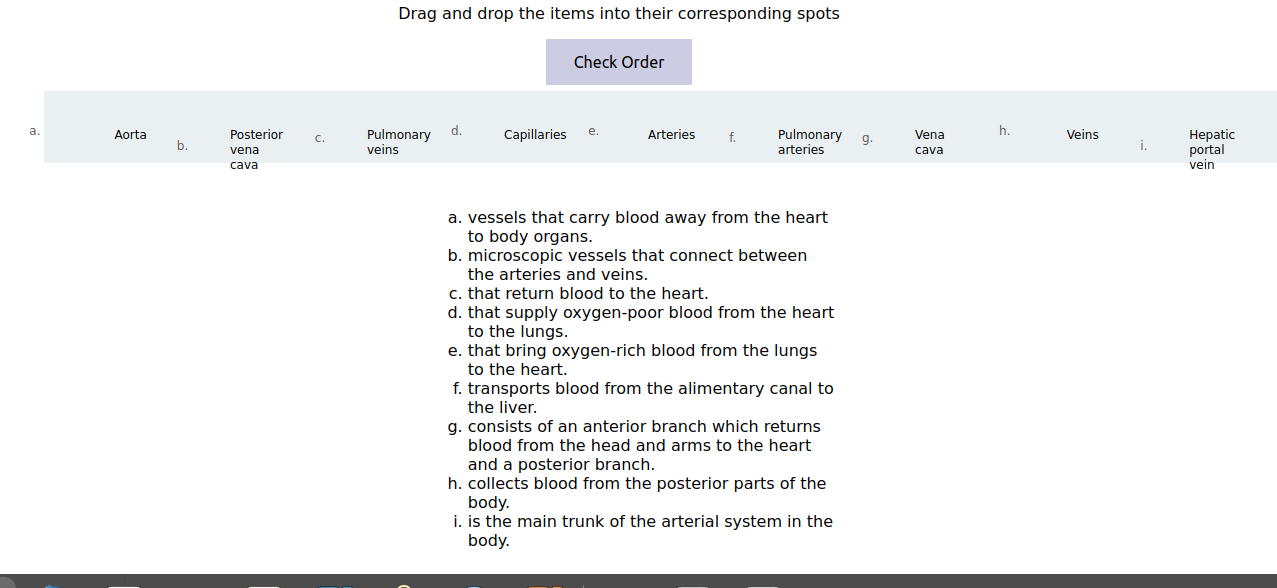 Drag and drop the items into their corresponding spots
Check Order
a. Aorta
b. Posterior
vena
cava
c. Pulmonary
veins
d. Capillaries
e. Arteries
f. Pulmonary
arteries
g. Vena
cava
h. Veins
i. Hepatic
portal
vein
a. vessels that carry blood away from the heart
to body organs.
b. microscopic vessels that connect between
the arteries and veins.
c. that return blood to the heart.
d. that supply oxygen-poor blood from the heart
to the lungs.
e. that bring oxygen-rich blood from the lungs
to the heart.
f. transports blood from the alimentary canal to
the liver.
g. consists of an anterior branch which returns
blood from the head and arms to the heart
and a posterior branch.
h. collects blood from the posterior parts of the
body.
i. is the main trunk of the arterial system in the
body.